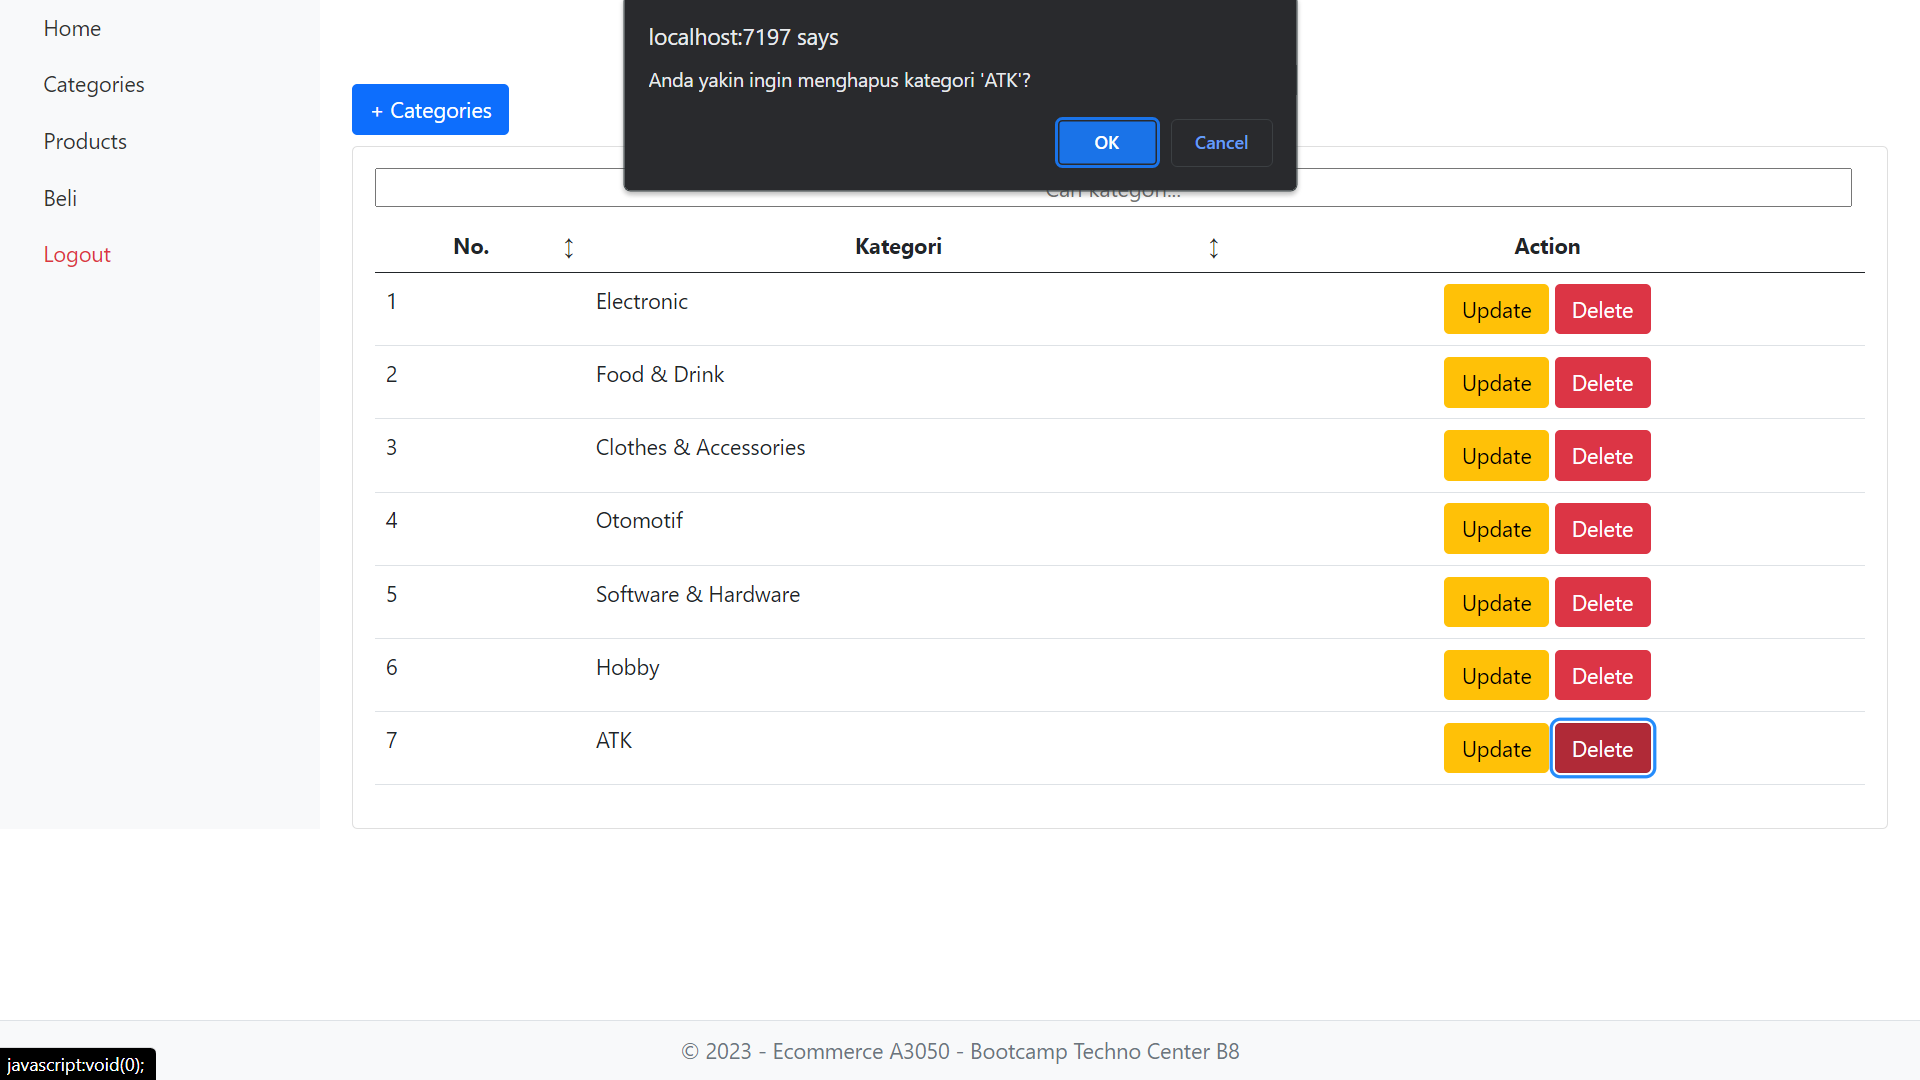 Home
Categories
Products
Beli
Logout
localhost:7197 says
Anda yakin ingin menghapus kategori 'ATK'?
OK Cancel
+ Categories
Cari kategori...
No. ↕ Kategori ↕ Action
1 Electronic Update Delete
2 Food & Drink Update Delete
3 Clothes & Accessories Update Delete
4 Otomotif Update Delete
5 Software & Hardware Update Delete
6 Hobby Update Delete
7 ATK Update Delete
© 2023 - Ecommerce A3050 - Bootcamp Techno Center B8
javascript:void(0);